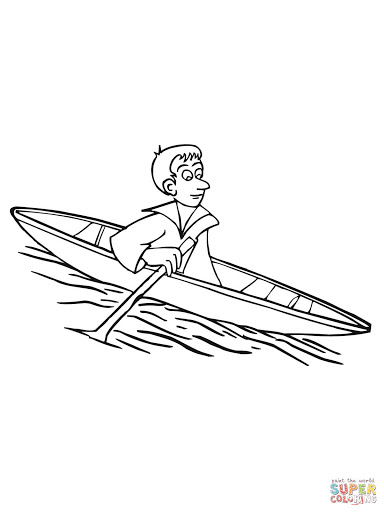 paint the world
SUPER
COLORING